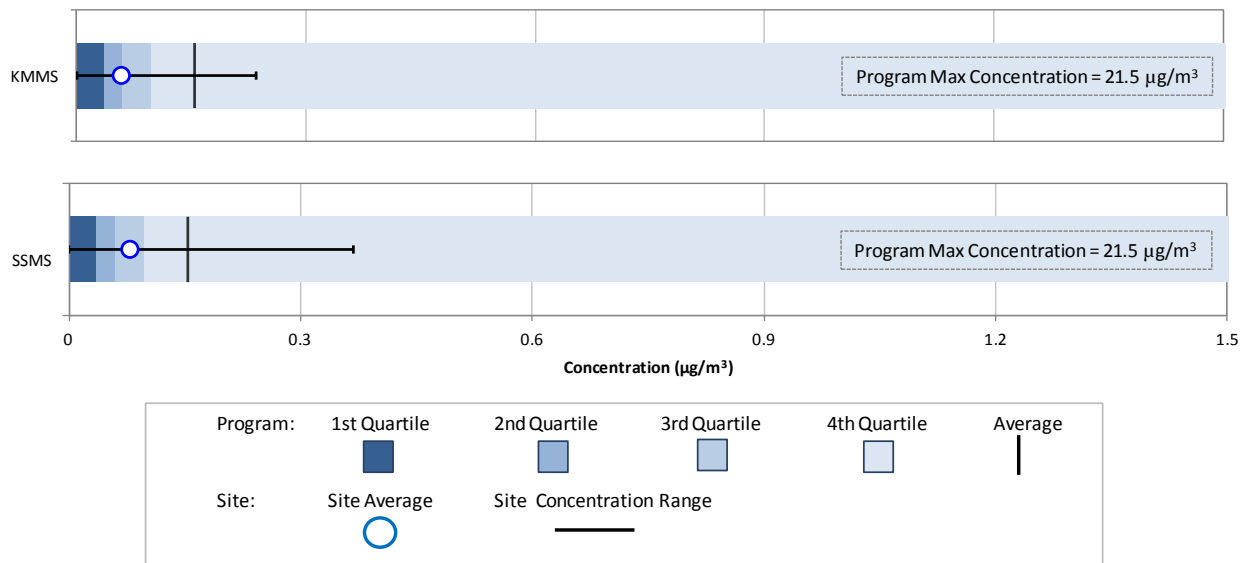 KMMS
Program Max Concentration = 21.5 μg/m³
SSMS
Program Max Concentration = 21.5 μg/m³
0 0.3 0.6 0.9 1.2 1.5
Concentration (μg/m³)
Program: 1st Quartile 2nd Quartile 3rd Quartile 4th Quartile Average
Site: Site Average Site Concentration Range